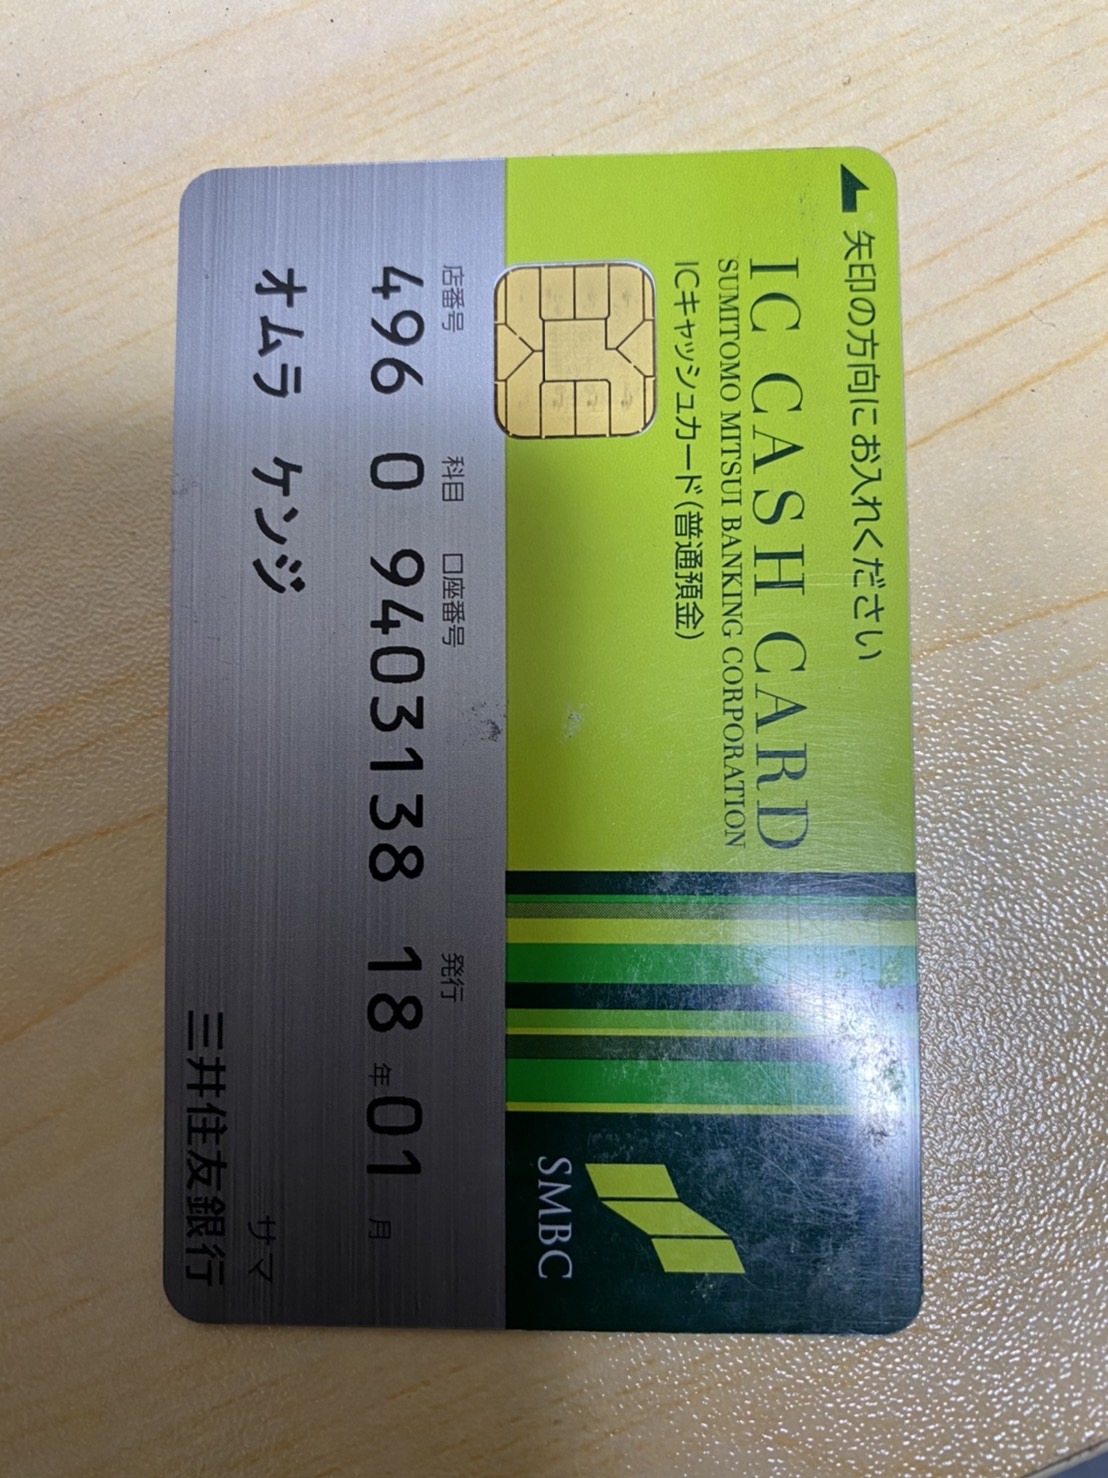 矢印の方向にお入れください
IC CASH CARD
SUMITOMO MITSUI BANKING CORPORATION
ICキャッシュカード(普通預金)
SMBC
店番号 科目 口座番号 発行
496 0 9403138 18年01月
オムラ ケンジ サマ
三井住友銀行